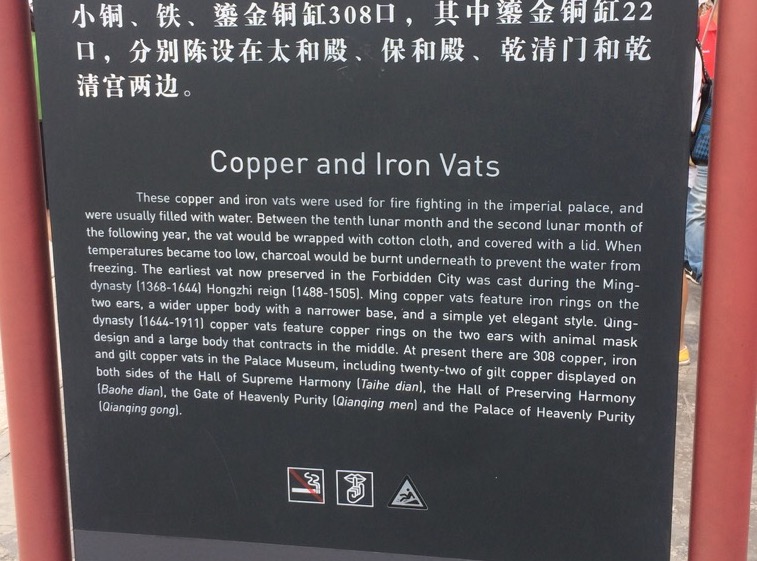 小铜、铁、鎏金铜缸308口，其中鎏金铜缸22
口，分别陈设在太和殿、保和殿、乾清门和乾
清宫两边。
Copper and Iron Vats
These copper and iron vats were used for fire fighting in the imperial palace, and
were usually filled with water. Between the tenth lunar month and the second lunar month of
the following year, the vat would be wrapped with cotton cloth, and covered with a lid. When
temperatures became too low, charcoal would be burnt underneath to prevent the water from
freezing. The earliest vat now preserved in the Forbidden City was cast during the Ming-
dynasty (1368-1644) Hongzhi reign (1488-1505). Ming copper vats feature iron rings on the
two ears, a wider upper body with a narrower base, and a simple yet elegant style. Qing-
dynasty (1644-1911) copper vats feature copper rings on the two ears with animal mask
design and a large body that contracts in the middle. At present there are 308 copper, iron
and gilt copper vats in the Palace Museum, including twenty-two of gilt copper displayed on
both sides of the Hall of Supreme Harmony (Taihe dian), the Hall of Preserving Harmony
(Baohe dian), the Gate of Heavenly Purity (Qianqing men) and the Palace of Heavenly Purity
(Qianqing gong).